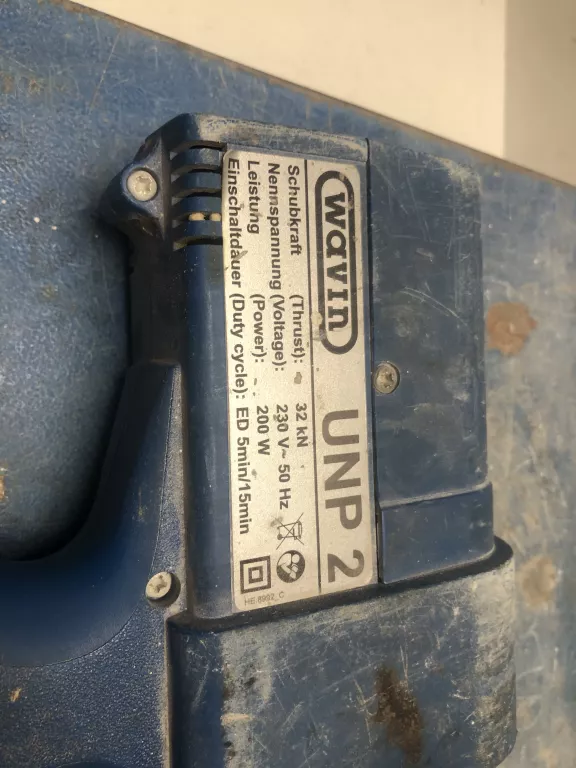 wavin UNP 2
Schubkraft (Thrust): 32 kN
Nennspannung (Voltage): 230 V~ 50 Hz
Leistung (Power): 200 W
Einschaltdauer (Duty cycle): ED 5min/15min